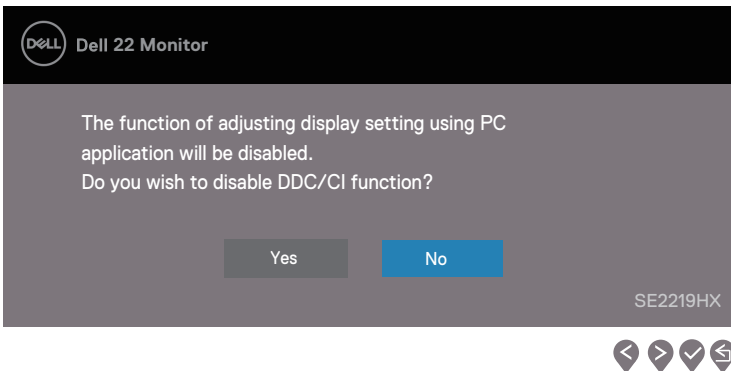 DELL
Dell 22 Monitor
The function of adjusting display setting using PC
application will be disabled.
Do you wish to disable DDC/CI function?
Yes
No
SE2219HX